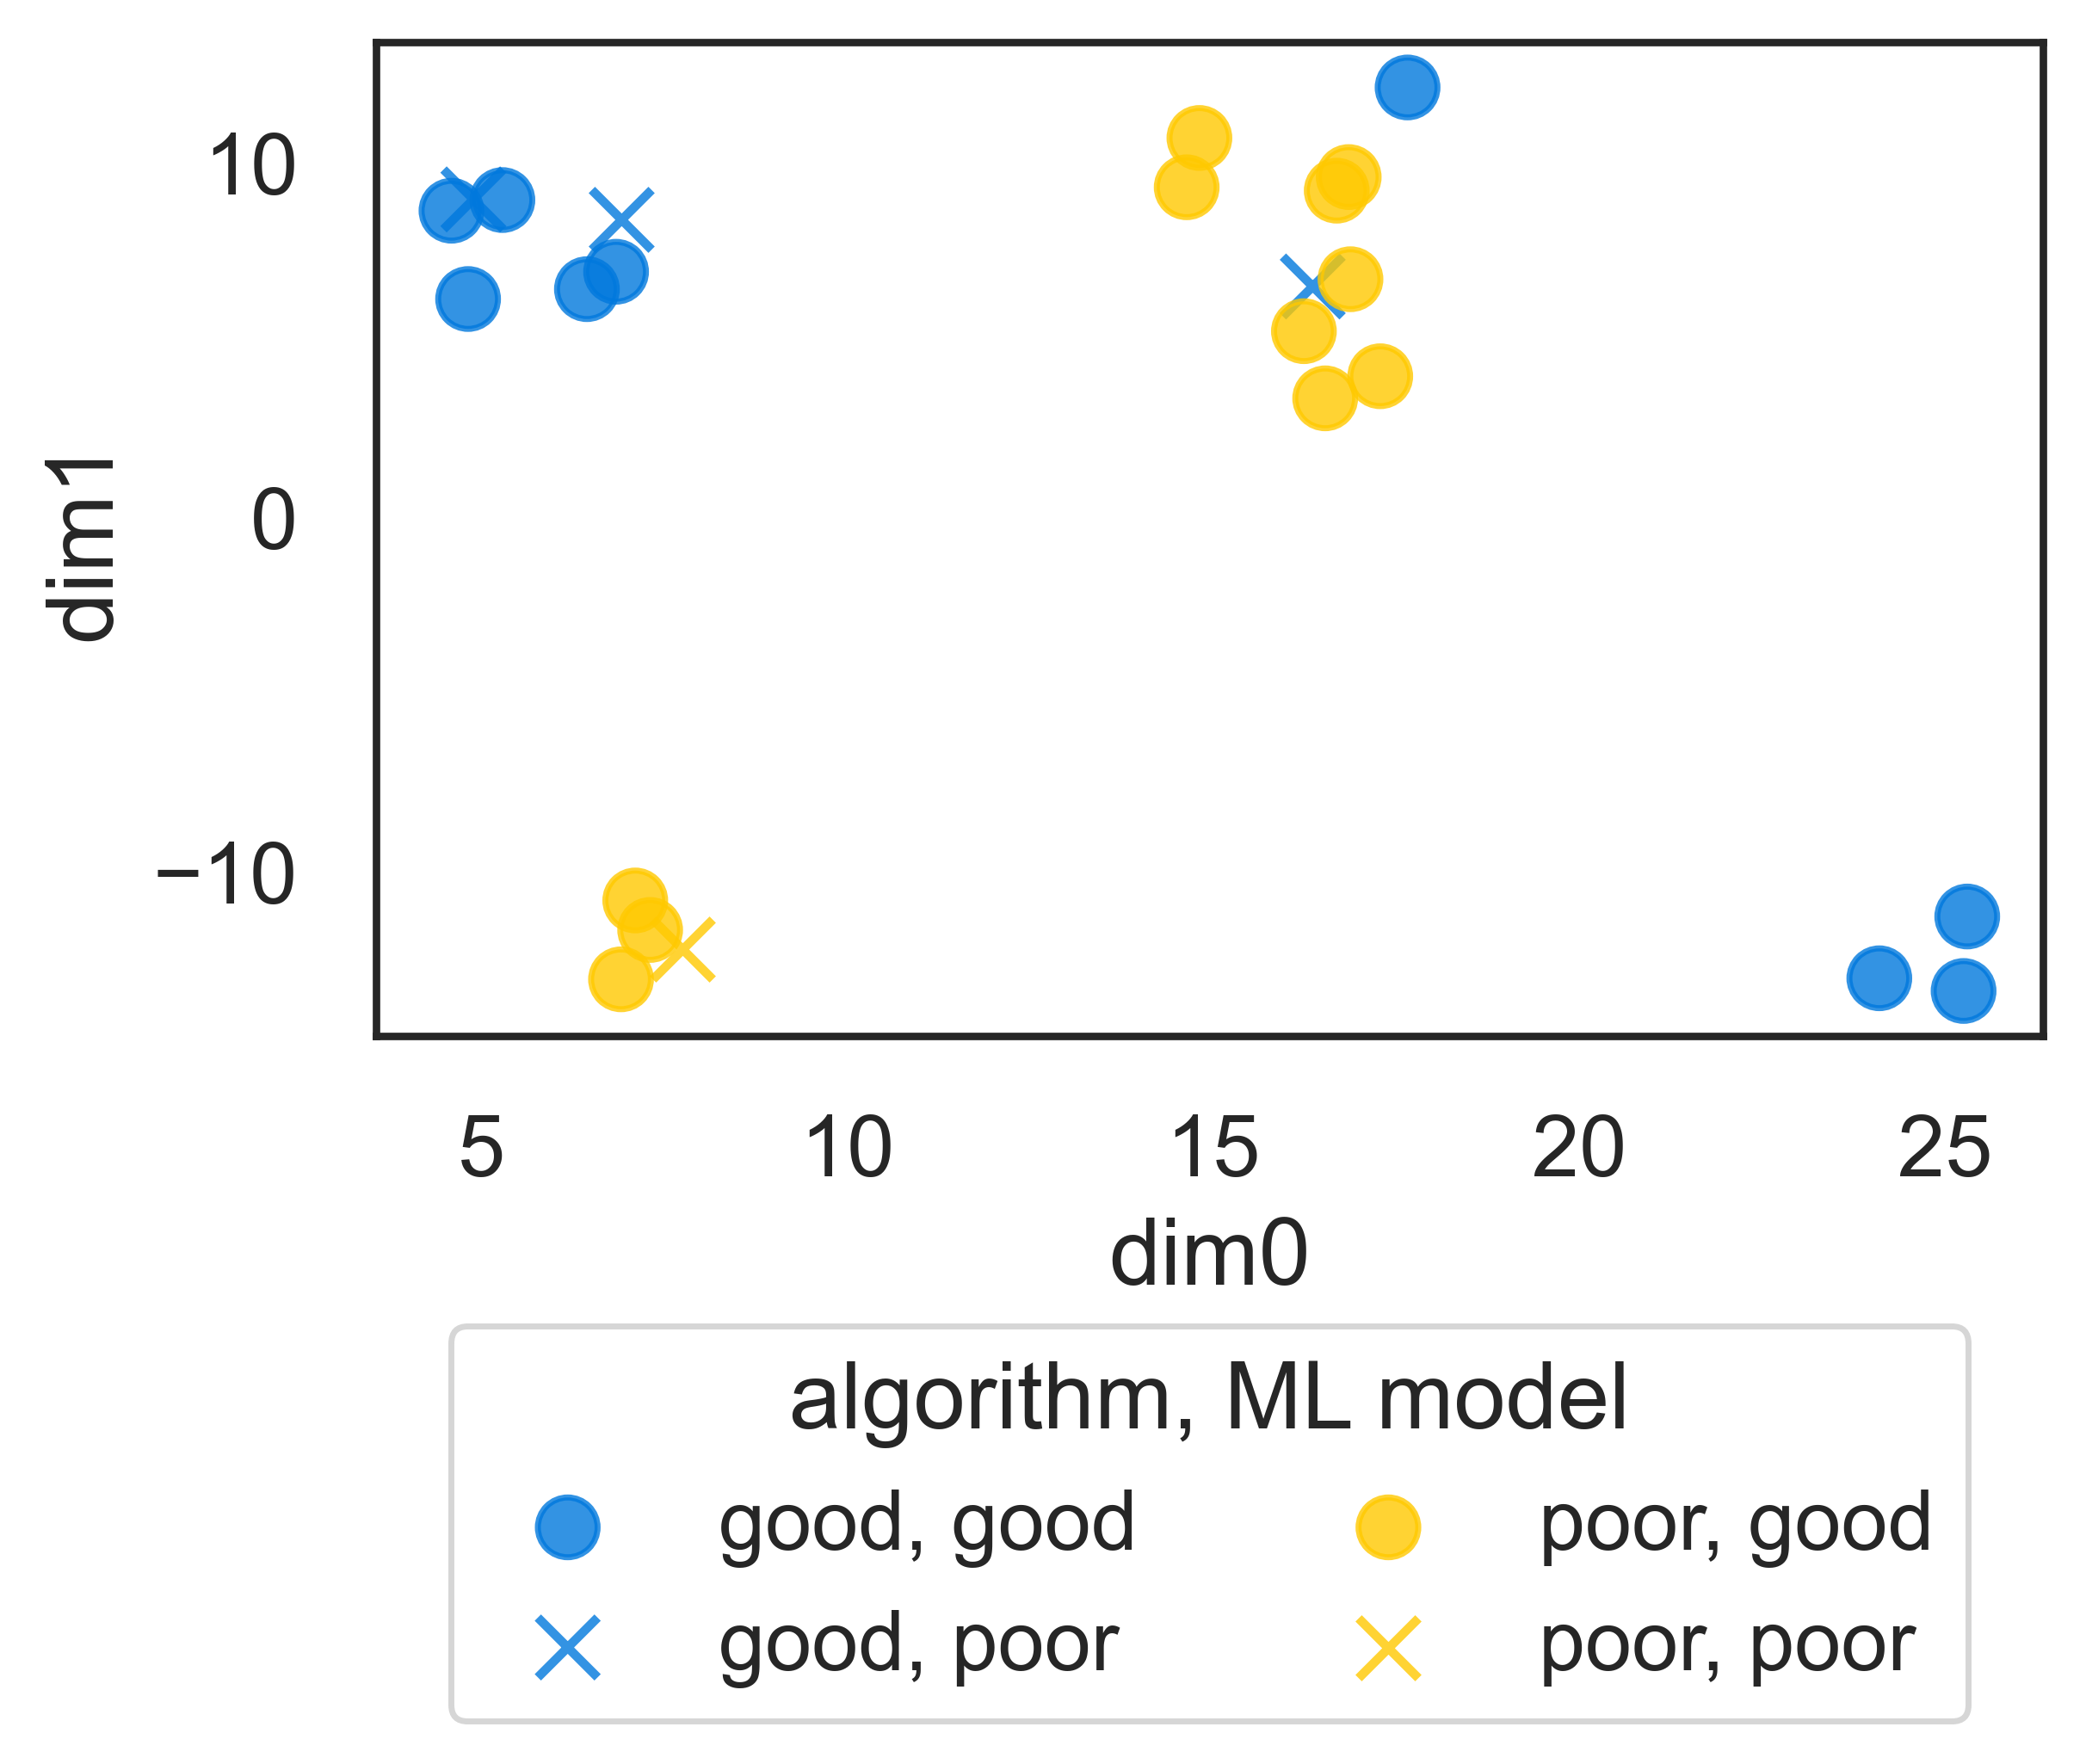 10
0
−10
dim1
5 10 15 20 25
dim0
algorithm, ML model
good, good poor, good
good, poor poor, poor